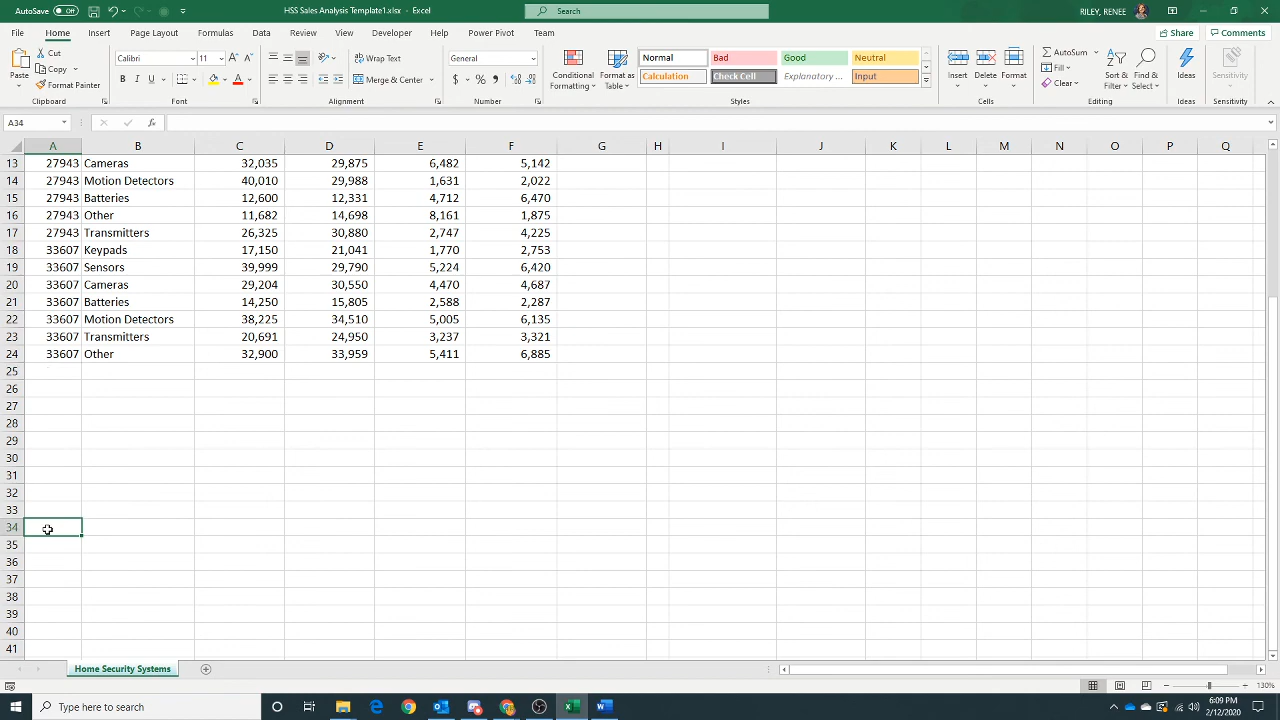 AutoSave Off HSS Sales Analysis Template1.xlsx - Excel Search RILEY, RENEE
File Home Insert Page Layout Formulas Data Review View Developer Help Power Pivot Team Share Comments
Paste Cut Copy Format Painter Clipboard
Calibri 11 B I U Font
Wrap Text Merge & Center Alignment
General $ % , Number
Conditional Formatting Format as Table
Normal Bad Good Neutral
Calculation Check Cell Explanatory ... Input
Styles
Insert Delete Format Cells
AutoSum Fill Clear Sort & Filter Find & Select Editing
Ideas Ideas
Sensitivity Sensitivity
A34 fx
A B C D E F G H I J K L M N O P Q
13 27943 Cameras 32,035 29,875 6,482 5,142
14 27943 Motion Detectors 40,010 29,988 1,631 2,022
15 27943 Batteries 12,600 12,331 4,712 6,470
16 27943 Other 11,682 14,698 8,161 1,875
17 27943 Transmitters 26,325 30,880 2,747 4,225
18 33607 Keypads 17,150 21,041 1,770 2,753
19 33607 Sensors 39,999 29,790 5,224 6,420
20 33607 Cameras 29,204 30,550 4,470 4,687
21 33607 Batteries 14,250 15,805 2,588 2,287
22 33607 Motion Detectors 38,225 34,510 5,005 6,135
23 33607 Transmitters 20,691 24,950 3,237 3,321
24 33607 Other 32,900 33,959 5,411 6,885
25
26
27
28
29
30
31
32
33
34
35
36
37
38
39
40
41
Home Security Systems
130%
Type here to search
6:09 PM
2/12/2020